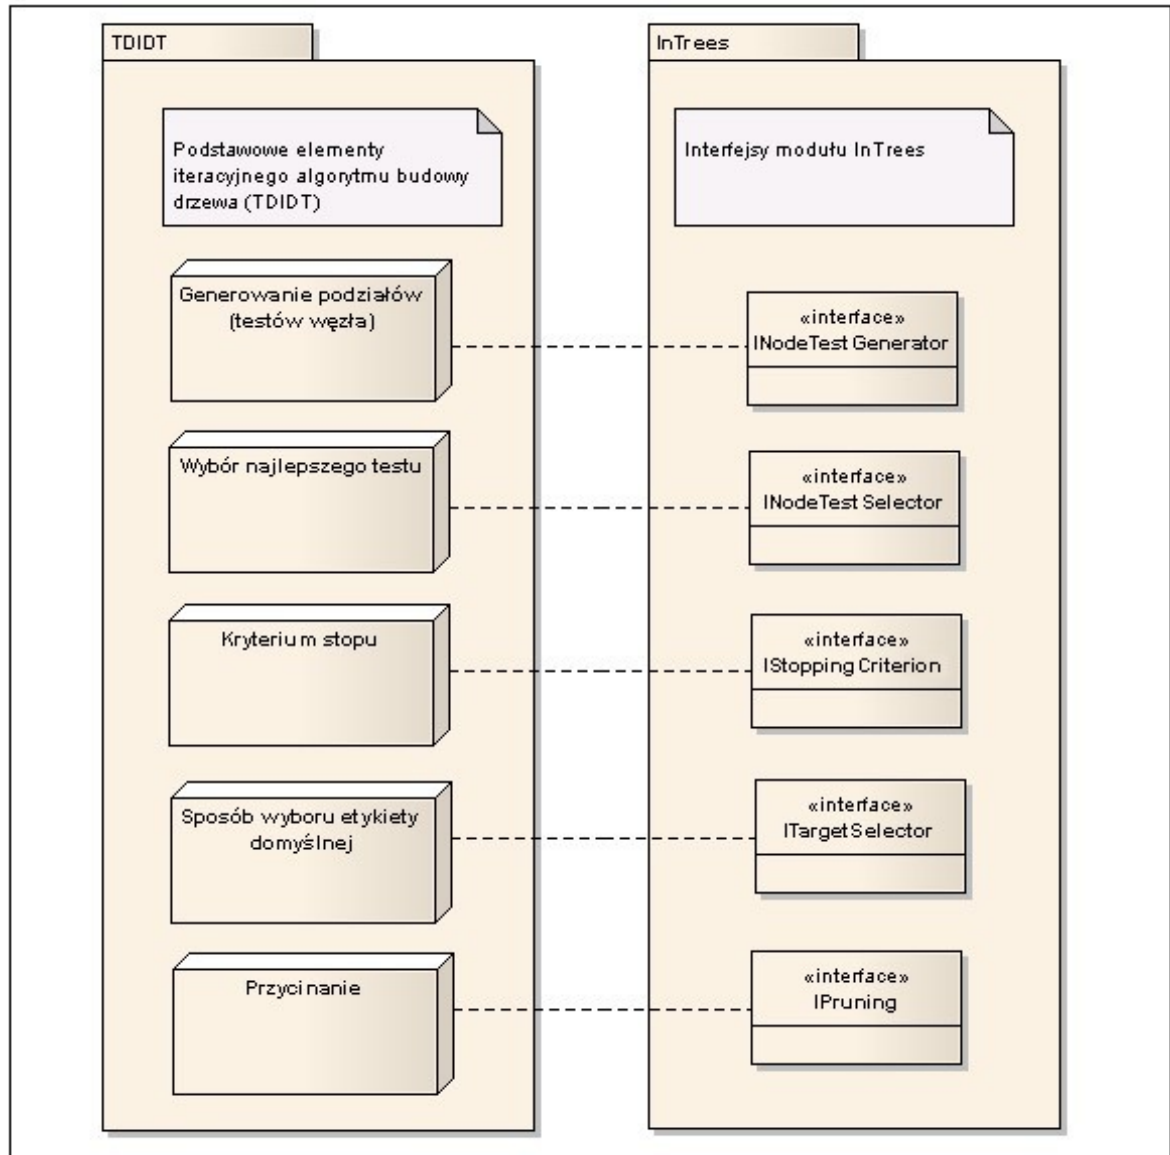 TDIDT
Podstawowe elementy
iteracyjnego algorytmu budowy
drzewa (TDIDT)
Generowanie podziałów
(testów węzła)
Wybór najlepszego testu
Kryterium stopu
Sposób wyboru etykiety
domyślnej
Przycinanie
InTrees
Interfejsy modułu InTrees
«interface»
INodeTestGenerator
«interface»
INodeTestSelector
«interface»
IStoppingCriterion
«interface»
ITargetSelector
«interface»
IPruning